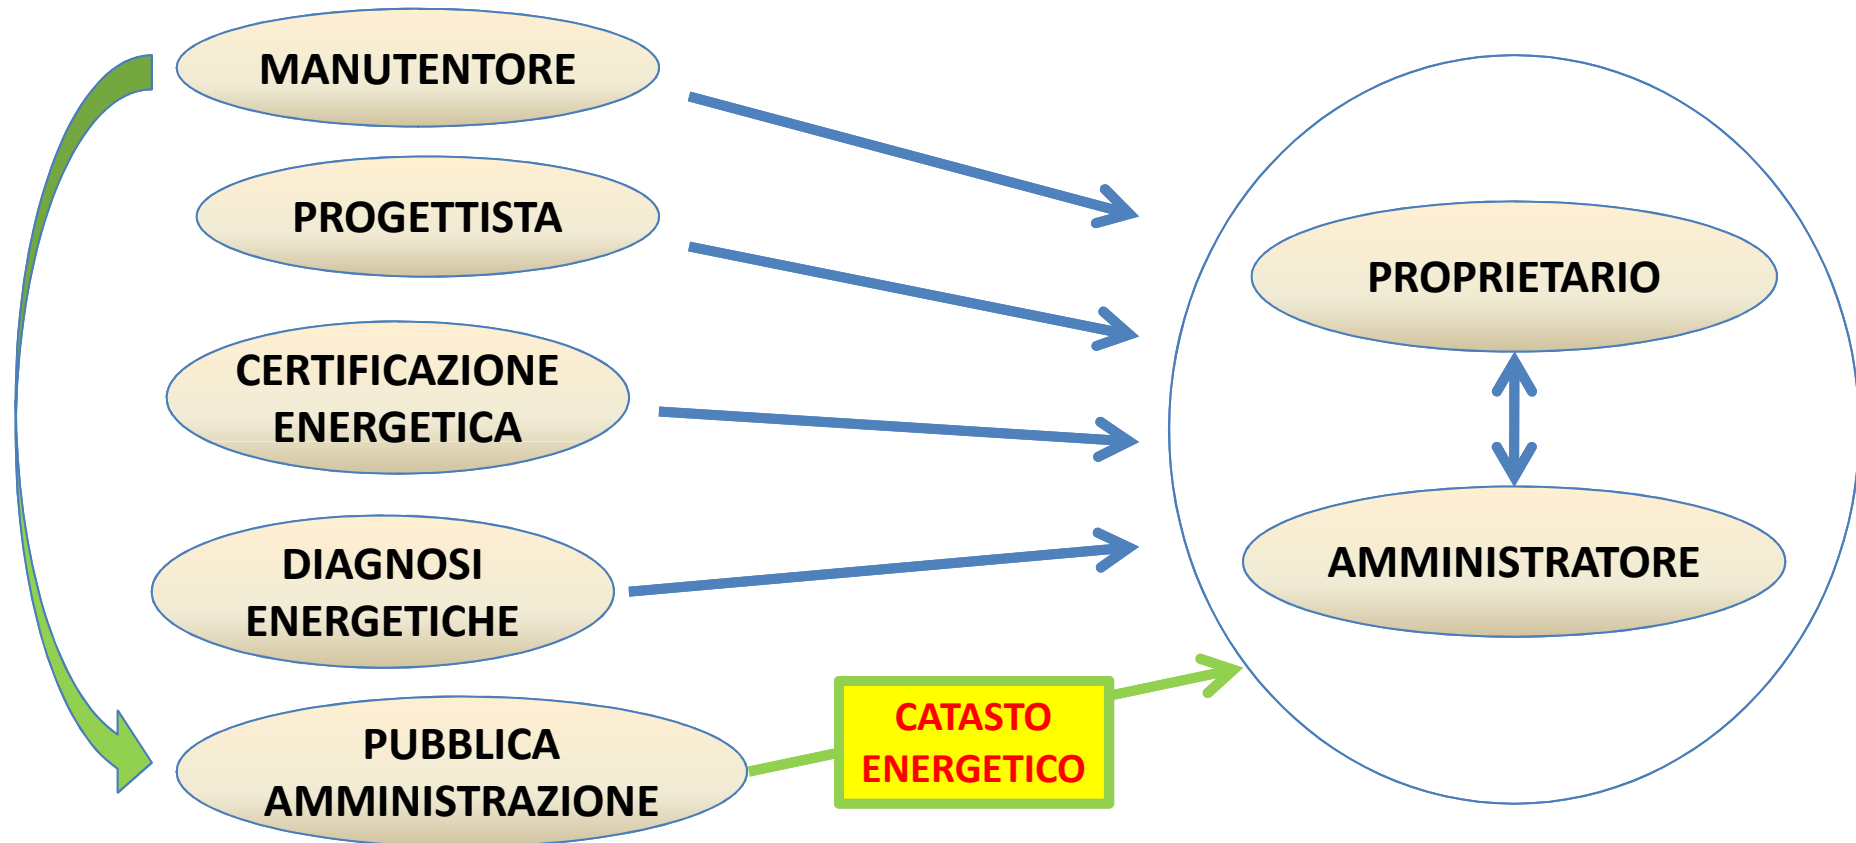 MANUTENTORE
PROGETTISTA
CERTIFICAZIONE
ENERGETICA
DIAGNOSI
ENERGETICHE
PUBBLICA
AMMINISTRAZIONE
CATASTO
ENERGETICO
PROPRIETARIO
AMMINISTRATORE